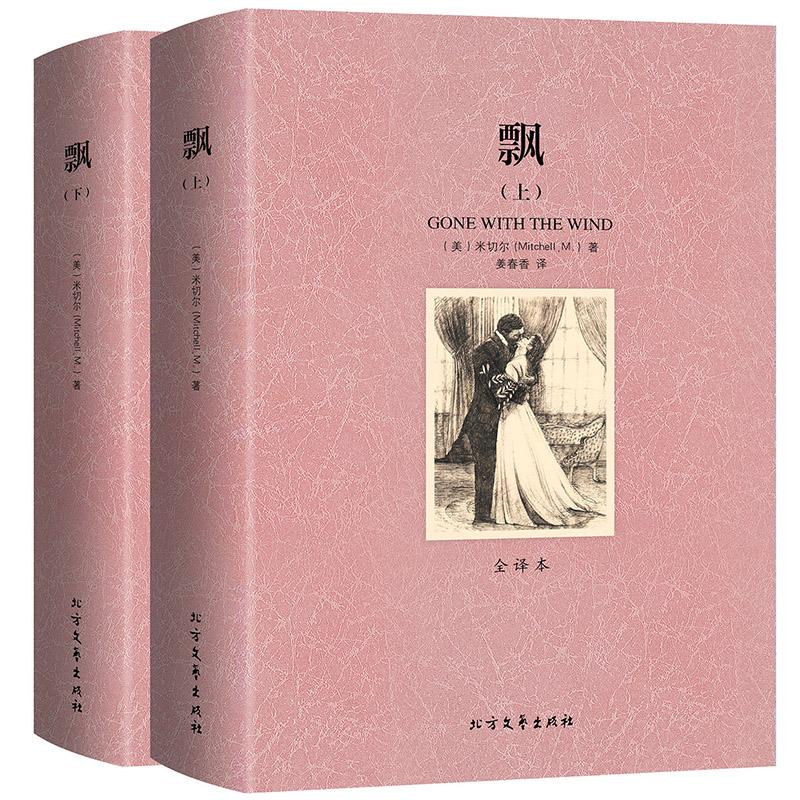 飘
(下)
(美)米切尔(Mitchell, M.)著
北方文艺出版社
飘
(上)
(美)米切尔(Mitchell, M.)著
北方文艺出版社
飘
(上)
GONE WITH THE WIND
(美)米切尔(Mitchell, M.)著
姜春香 译
全译本
北方文艺出版社